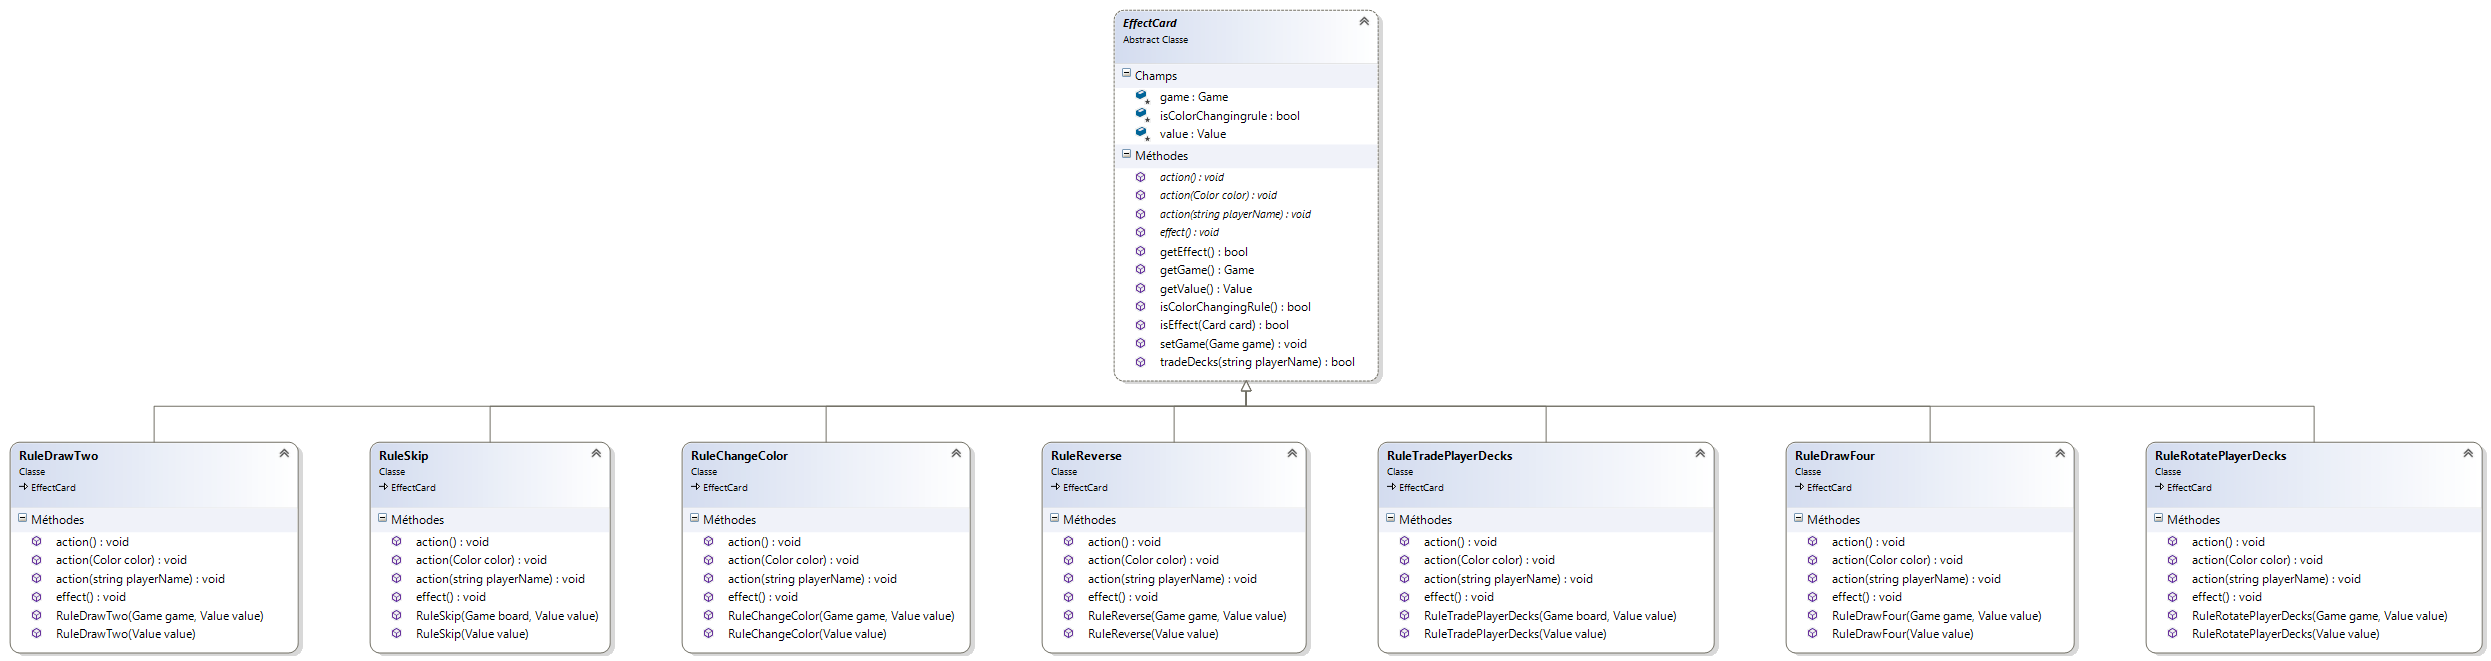 EffectCard
Abstract Classe
Champs
game : Game
isColorChangingrule : bool
value : Value
Méthodes
action() : void
action(Color color) : void
action(string playerName) : void
effect() : void
getEffect() : bool
getGame() : Game
getValue() : Value
isColorChangingRule() : bool
isEffect(Card card) : bool
setGame(Game game) : void
tradeDecks(string playerName) : bool
RuleDrawTwo
Classe
EffectCard
Méthodes
action() : void
action(Color color) : void
action(string playerName) : void
effect() : void
RuleDrawTwo(Game game, Value value)
RuleDrawTwo(Value value)
RuleSkip
Classe
EffectCard
Méthodes
action() : void
action(Color color) : void
action(string playerName) : void
effect() : void
RuleSkip(Game board, Value value)
RuleSkip(Value value)
RuleChangeColor
Classe
EffectCard
Méthodes
action() : void
action(Color color) : void
action(string playerName) : void
effect() : void
RuleChangeColor(Game game, Value value)
RuleChangeColor(Value value)
RuleReverse
Classe
EffectCard
Méthodes
action() : void
action(Color color) : void
action(string playerName) : void
effect() : void
RuleReverse(Game game, Value value)
RuleReverse(Value value)
RuleTradePlayerDecks
Classe
EffectCard
Méthodes
action() : void
action(Color color) : void
action(string playerName) : void
effect() : void
RuleTradePlayerDecks(Game board, Value value)
RuleTradePlayerDecks(Value value)
RuleDrawFour
Classe
EffectCard
Méthodes
action() : void
action(Color color) : void
action(string playerName) : void
effect() : void
RuleDrawFour(Game game, Value value)
RuleDrawFour(Value value)
RuleRotatePlayerDecks
Classe
EffectCard
Méthodes
action() : void
action(Color color) : void
action(string playerName) : void
effect() : void
RuleRotatePlayerDecks(Game game, Value value)
RuleRotatePlayerDecks(Value value)